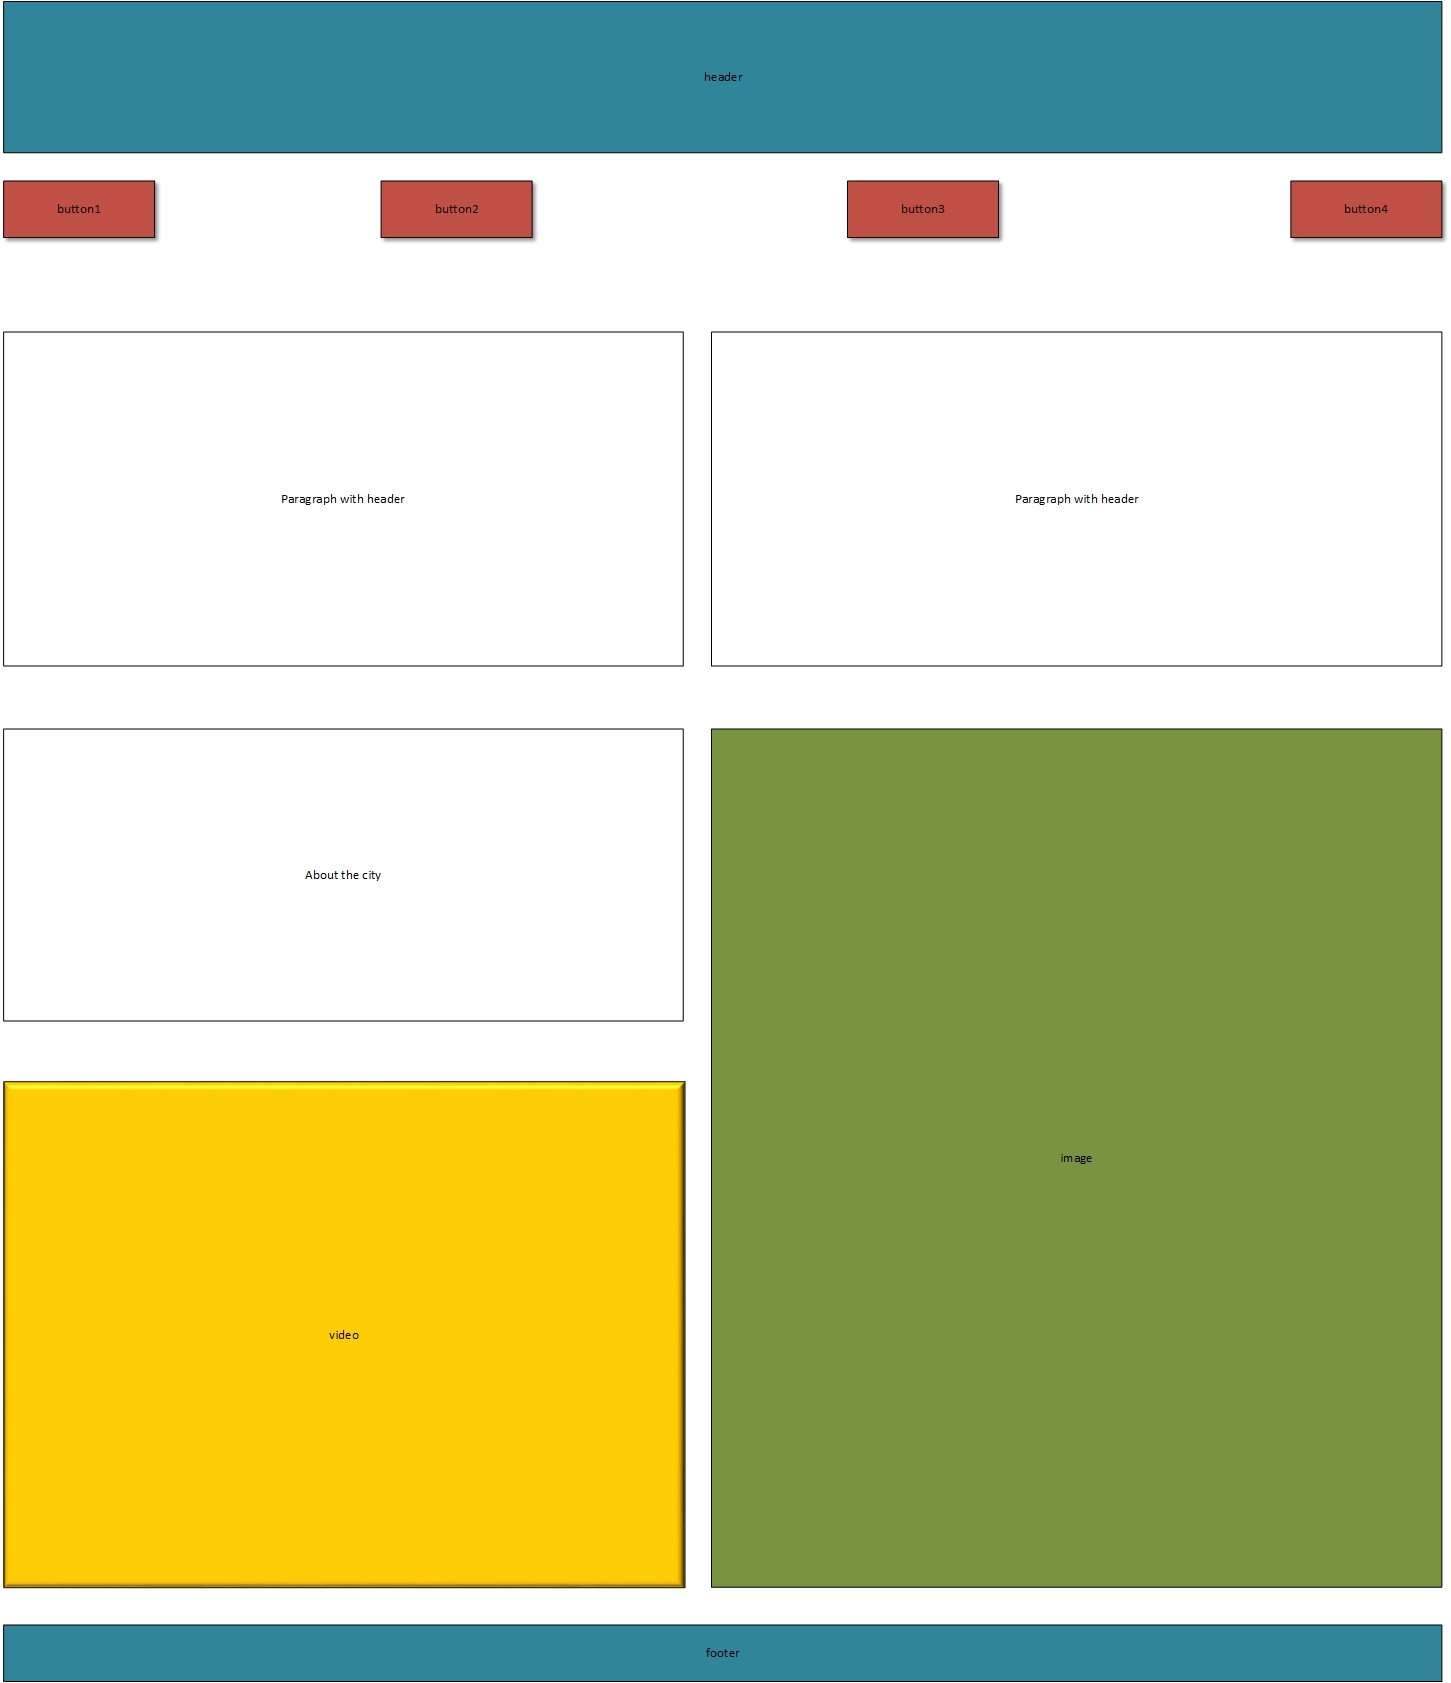 header
button1
button2
button3
button4
Paragraph with header
Paragraph with header
About the city
image
video
footer